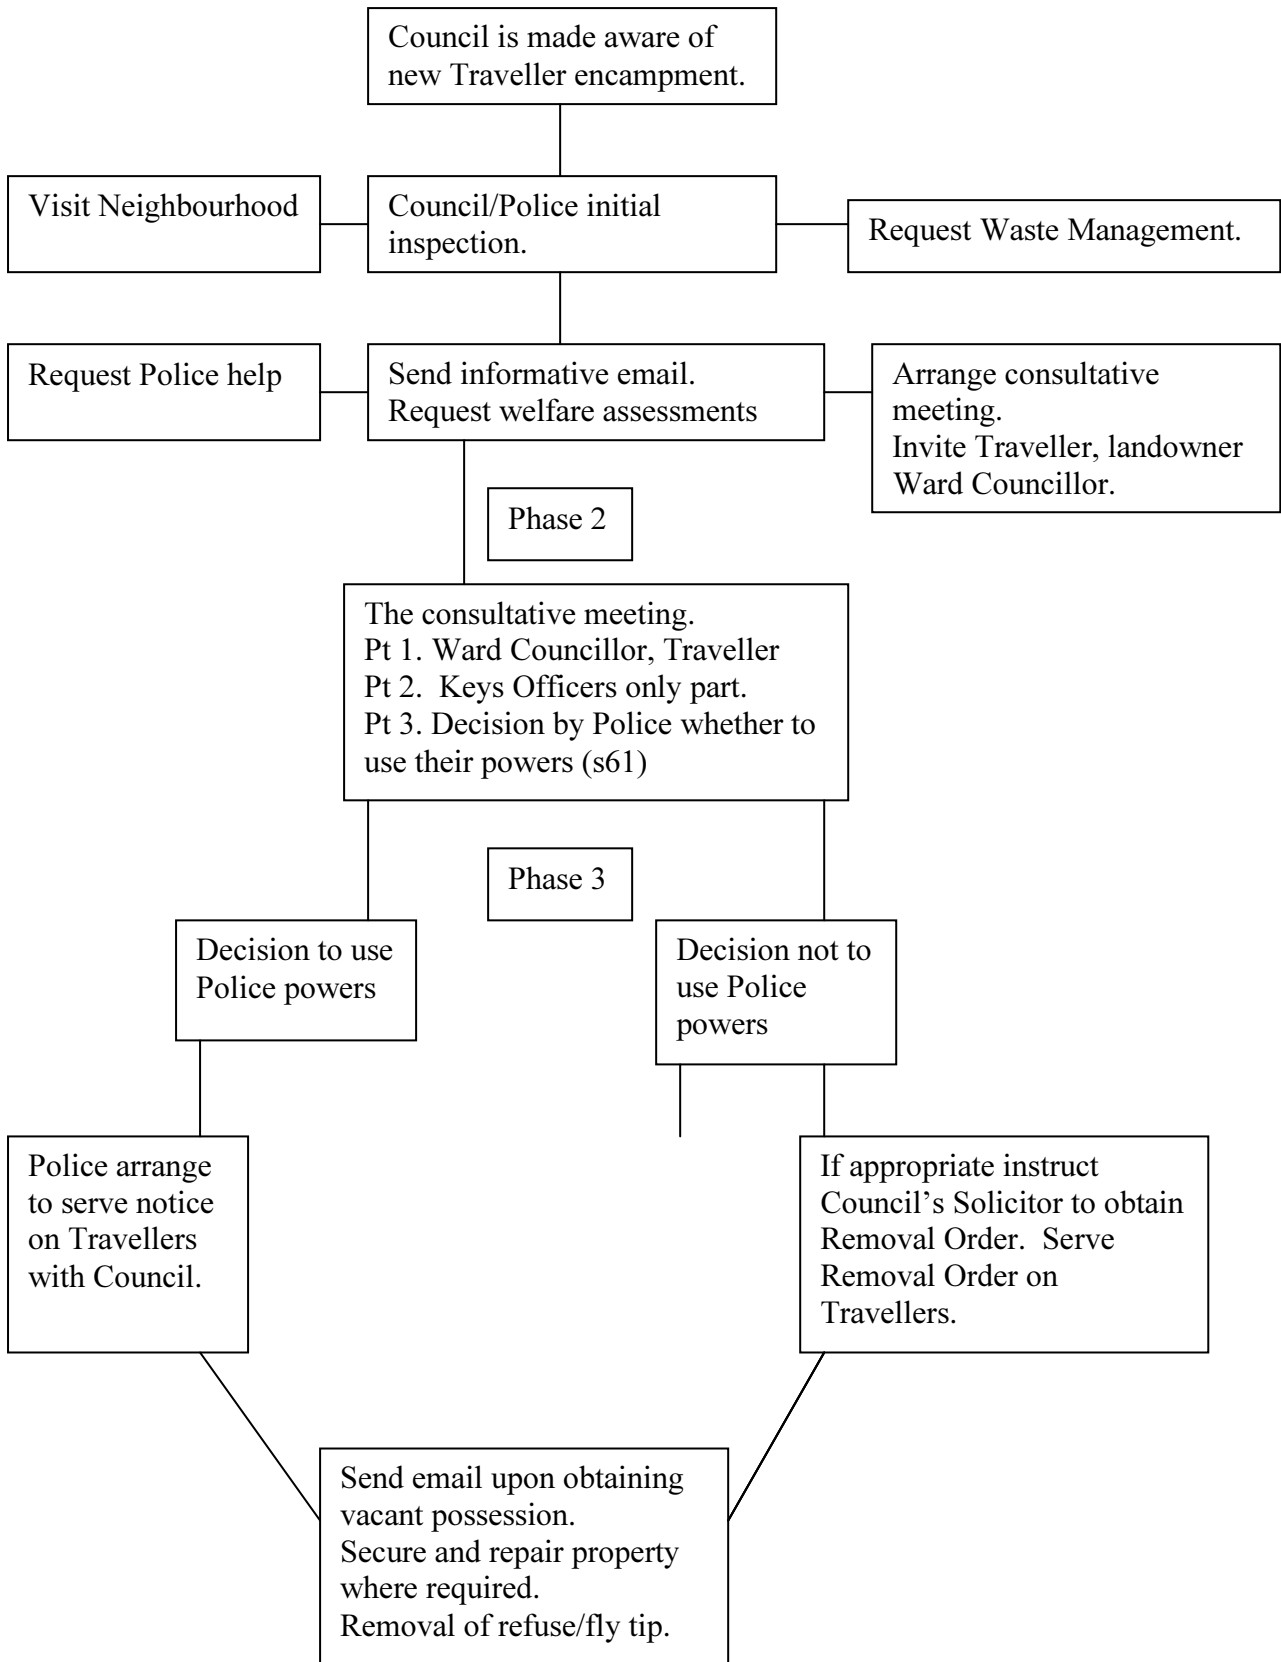 Council is made aware of
new Traveller encampment.
Visit Neighbourhood
Council/Police initial
inspection.
Request Waste Management.
Request Police help
Send informative email.
Request welfare assessments
Arrange consultative
meeting.
Invite Traveller, landowner
Ward Councillor.
Phase 2
The consultative meeting.
Pt 1. Ward Councillor, Traveller
Pt 2.  Keys Officers only part.
Pt 3. Decision by Police whether to
use their powers (s61)
Phase 3
Decision to use
Police powers
Decision not to
use Police
powers
Police arrange
to serve notice
on Travellers
with Council.
If appropriate instruct
Council’s Solicitor to obtain
Removal Order.  Serve
Removal Order on
Travellers.
Send email upon obtaining
vacant possession.
Secure and repair property
where required.
Removal of refuse/fly tip.